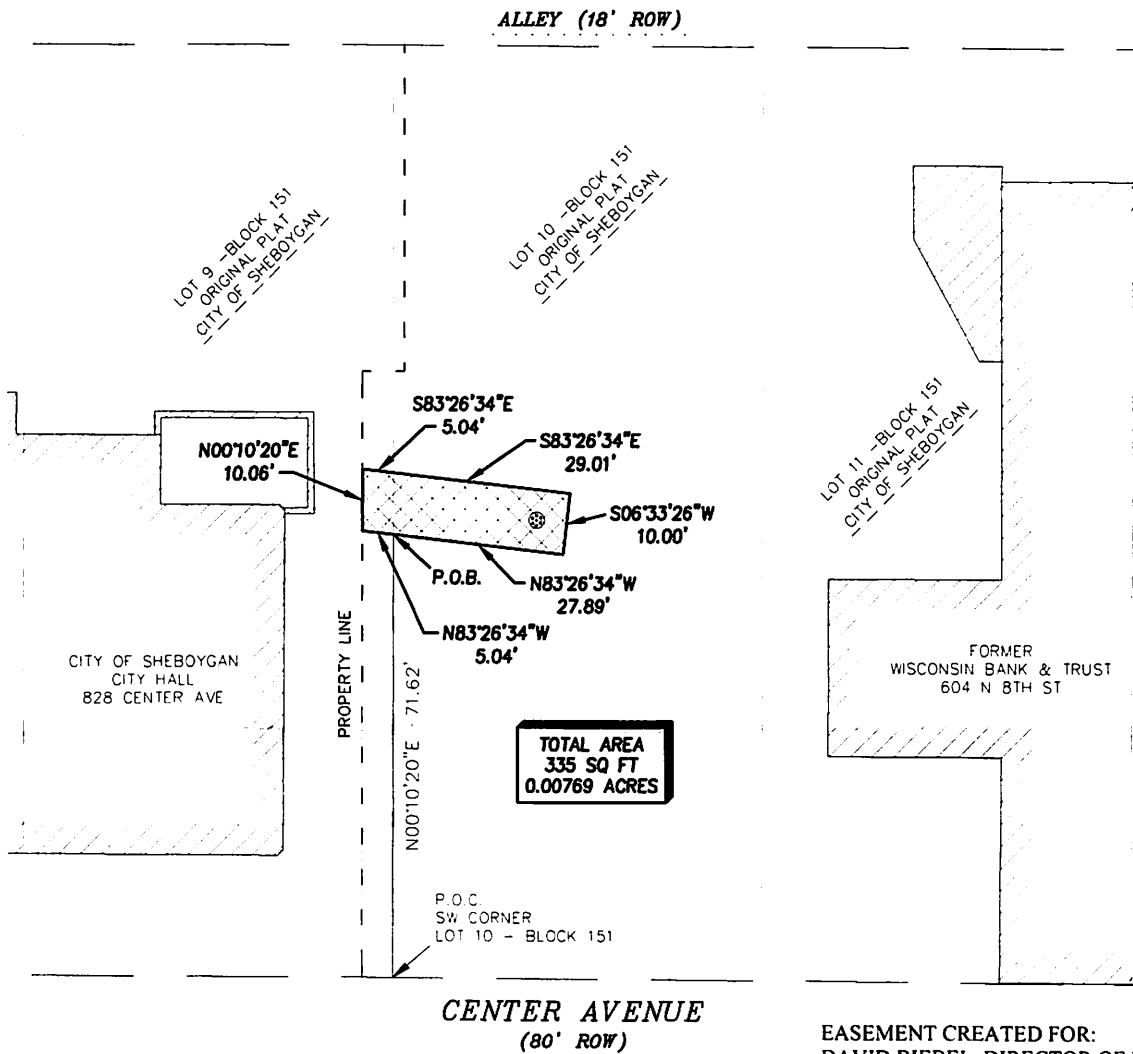 ALLEY (18' ROW)
LOT 9 -BLOCK 151
ORIGINAL PLAT
CITY OF SHEBOYGAN
LOT 10 -BLOCK 151
ORIGINAL PLAT
CITY OF SHEBOYGAN
LOT 11 -BLOCK 151
ORIGINAL PLAT
CITY OF SHEBOYGAN
S83°26'34"E
5.04'
S83°26'34"E
29.01'
N00°10'20"E
10.06'
S06°33'26"W
10.00'
P.O.B.
N83°26'34"W
27.89'
N83°26'34"W
5.04'
CITY OF SHEBOYGAN
CITY HALL
828 CENTER AVE
PROPERTY LINE
N00°10'20"E - 71.62'
FORMER
WISCONSIN BANK & TRUST
604 N 8TH ST
TOTAL AREA
335 SQ FT
0.00769 ACRES
P.O.C.
SW CORNER
LOT 10 - BLOCK 151
CENTER AVENUE
(80' ROW)
EASEMENT CREATED FOR: